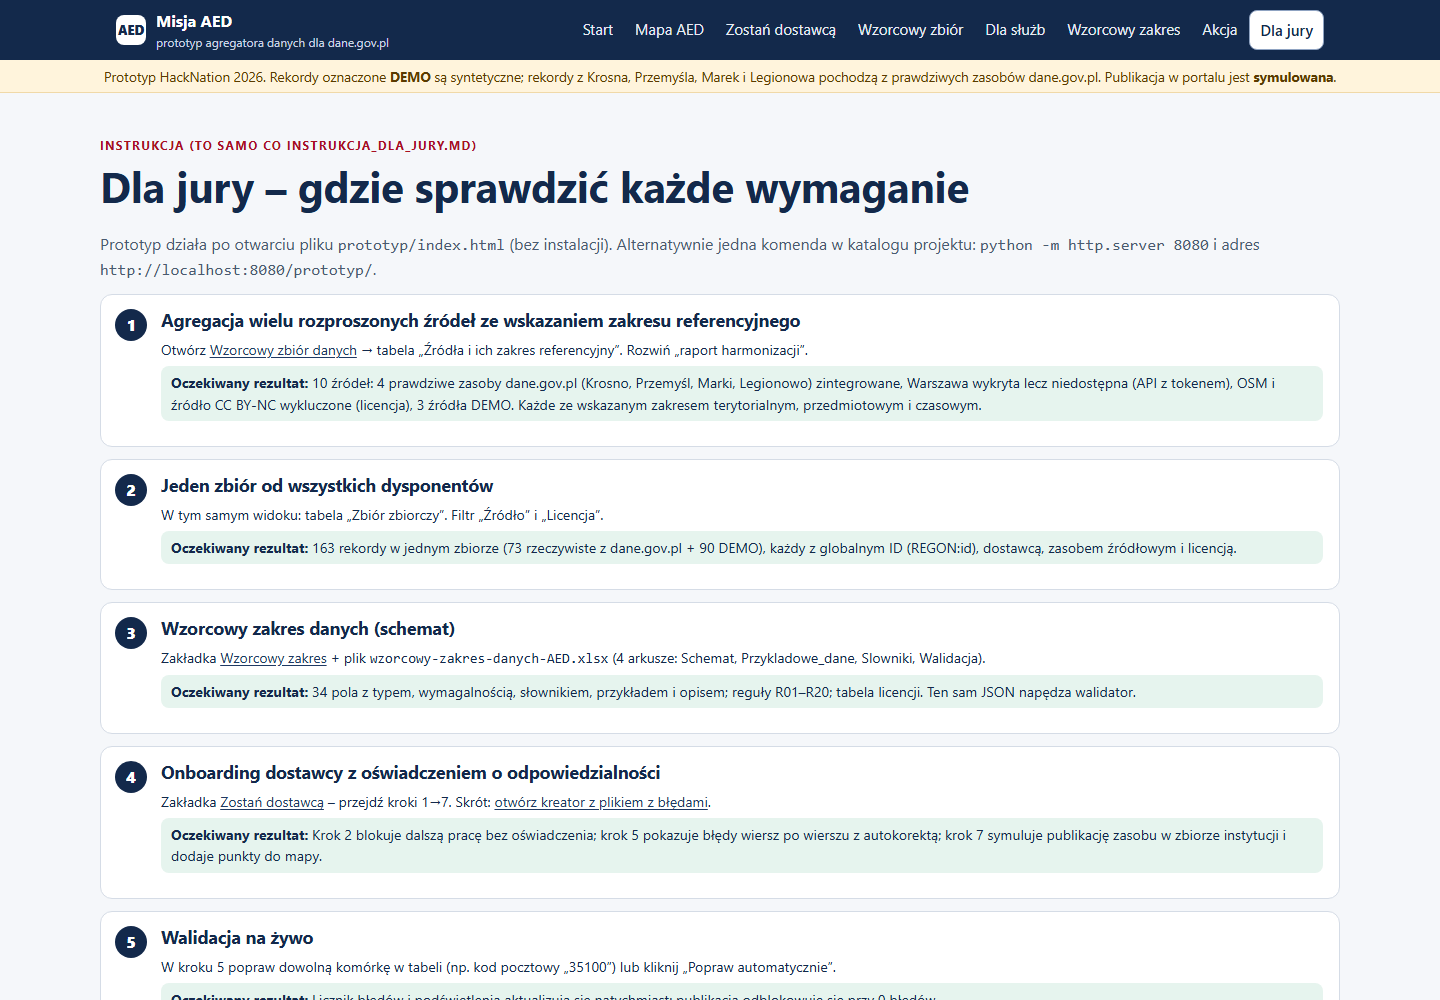 AED
Misja AED
prototyp agregatora danych dla dane.gov.pl
Start
Mapa AED
Zostań dostawcą
Wzorcowy zbiór
Dla służb
Wzorcowy zakres
Akcja
Dla jury
Prototyp HackNation 2026. Rekordy oznaczone DEMO są syntetyczne; rekordy z Krosna, Przemyśla, Marek i Legionowa pochodzą z prawdziwych zasobów dane.gov.pl. Publikacja w portalu jest symulowana.
INSTRUKCJA (TO SAMO CO INSTRUKCJA_DLA_JURY.MD)
Dla jury – gdzie sprawdzić każde wymaganie
Prototyp działa po otwarciu pliku prototyp/index.html (bez instalacji). Alternatywnie jedna komenda w katalogu projektu: python -m http.server 8080 i adres
http://localhost:8080/prototyp/.
1
Agregacja wielu rozproszonych źródeł ze wskazaniem zakresu referencyjnego
Otwórz Wzorcowy zbiór danych → tabela „Źródła i ich zakres referencyjny”. Rozwiń „raport harmonizacji”.
Oczekiwany rezultat: 10 źródeł: 4 prawdziwe zasoby dane.gov.pl (Krosno, Przemyśl, Marki, Legionowo) zintegrowane, Warszawa wykryta lecz niedostępna (API z tokenem), OSM i
źródło CC BY-NC wykluczone (licencja), 3 źródła DEMO. Każde ze wskazanym zakresem terytorialnym, przedmiotowym i czasowym.
2
Jeden zbiór od wszystkich dysponentów
W tym samym widoku: tabela „Zbiór zbiorczy”. Filtr „Źródło” i „Licencja”.
Oczekiwany rezultat: 163 rekordy w jednym zbiorze (73 rzeczywiste z dane.gov.pl + 90 DEMO), każdy z globalnym ID (REGON:id), dostawcą, zasobem źródłowym i licencją.
3
Wzorcowy zakres danych (schemat)
Zakładka Wzorcowy zakres + plik wzorcowy-zakres-danych-AED.xlsx (4 arkusze: Schemat, Przykladowe_dane, Slowniki, Walidacja).
Oczekiwany rezultat: 34 pola z typem, wymagalnością, słownikiem, przykładem i opisem; reguły R01–R20; tabela licencji. Ten sam JSON napędza walidator.
4
Onboarding dostawcy z oświadczeniem o odpowiedzialności
Zakładka Zostań dostawcą – przejdź kroki 1→7. Skrót: otwórz kreator z plikiem z błędami.
Oczekiwany rezultat: Krok 2 blokuje dalszą pracę bez oświadczenia; krok 5 pokazuje błędy wiersz po wierszu z autokorektą; krok 7 symuluje publikację zasobu w zbiorze instytucji i
dodaje punkty do mapy.
5
Walidacja na żywo
W kroku 5 popraw dowolną komórkę w tabeli (np. kod pocztowy „35100”) lub kliknij „Popraw automatycznie”.
Oczekiwany rezultat: Licznik błędów i podświetlenia aktualizują się natychmiast; publikacja odblokowuje się przy 0 błędów.